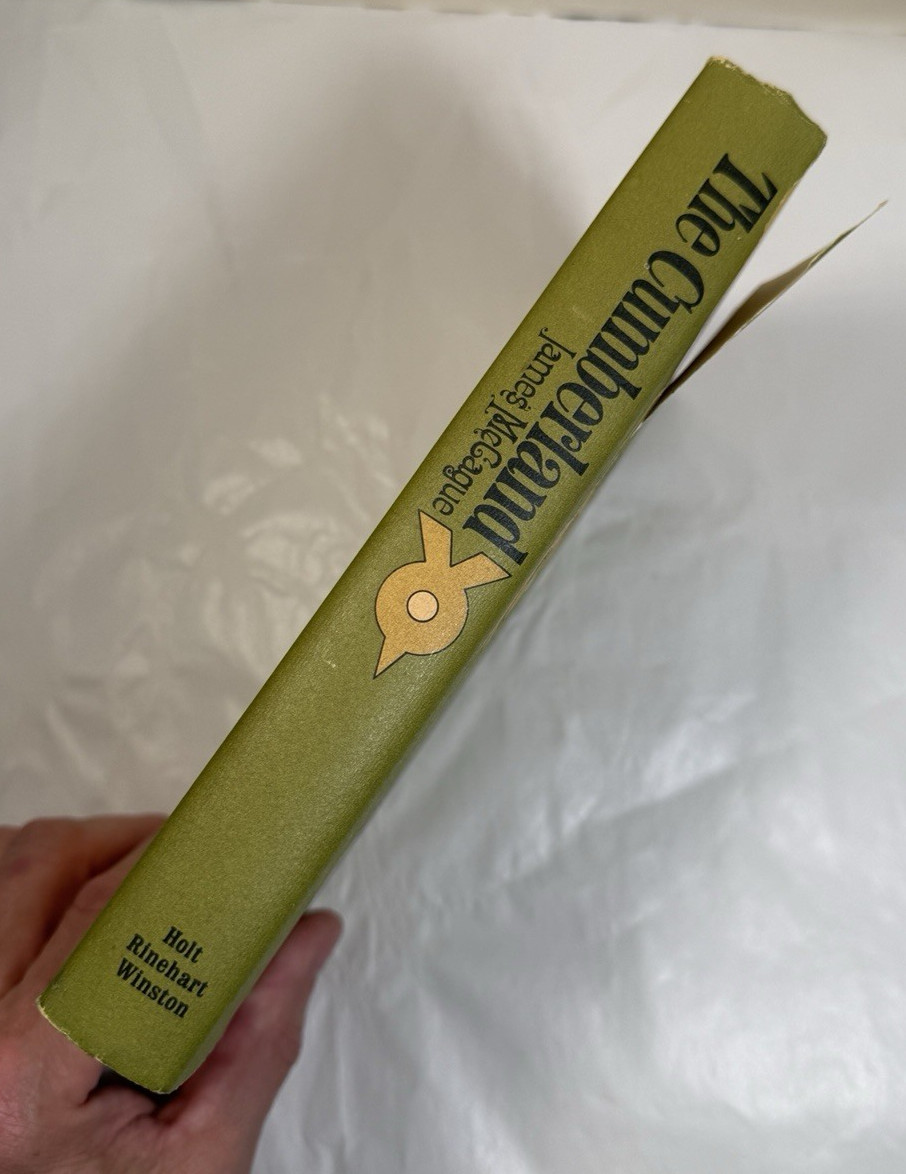 The Cumberland
James McCague
Holt
Rinehart
Winston